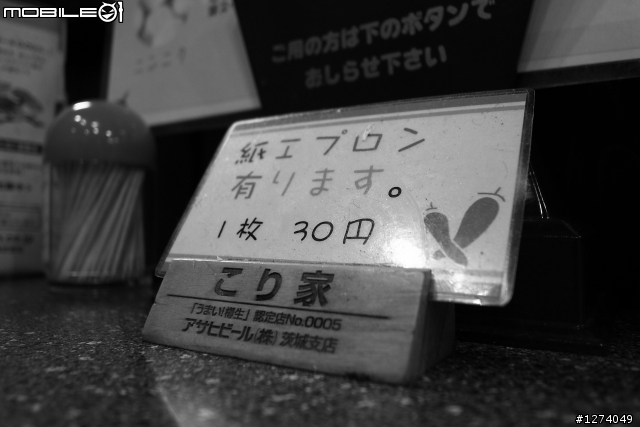 MOBILE01
ご用の方は下のボタンで
おしらせ下さい
紙エプロン
有ります。
1枚 30円
こり家
「うまい!樽生」認定店No.0005
アサヒビール(株)茨城支店
#1274049